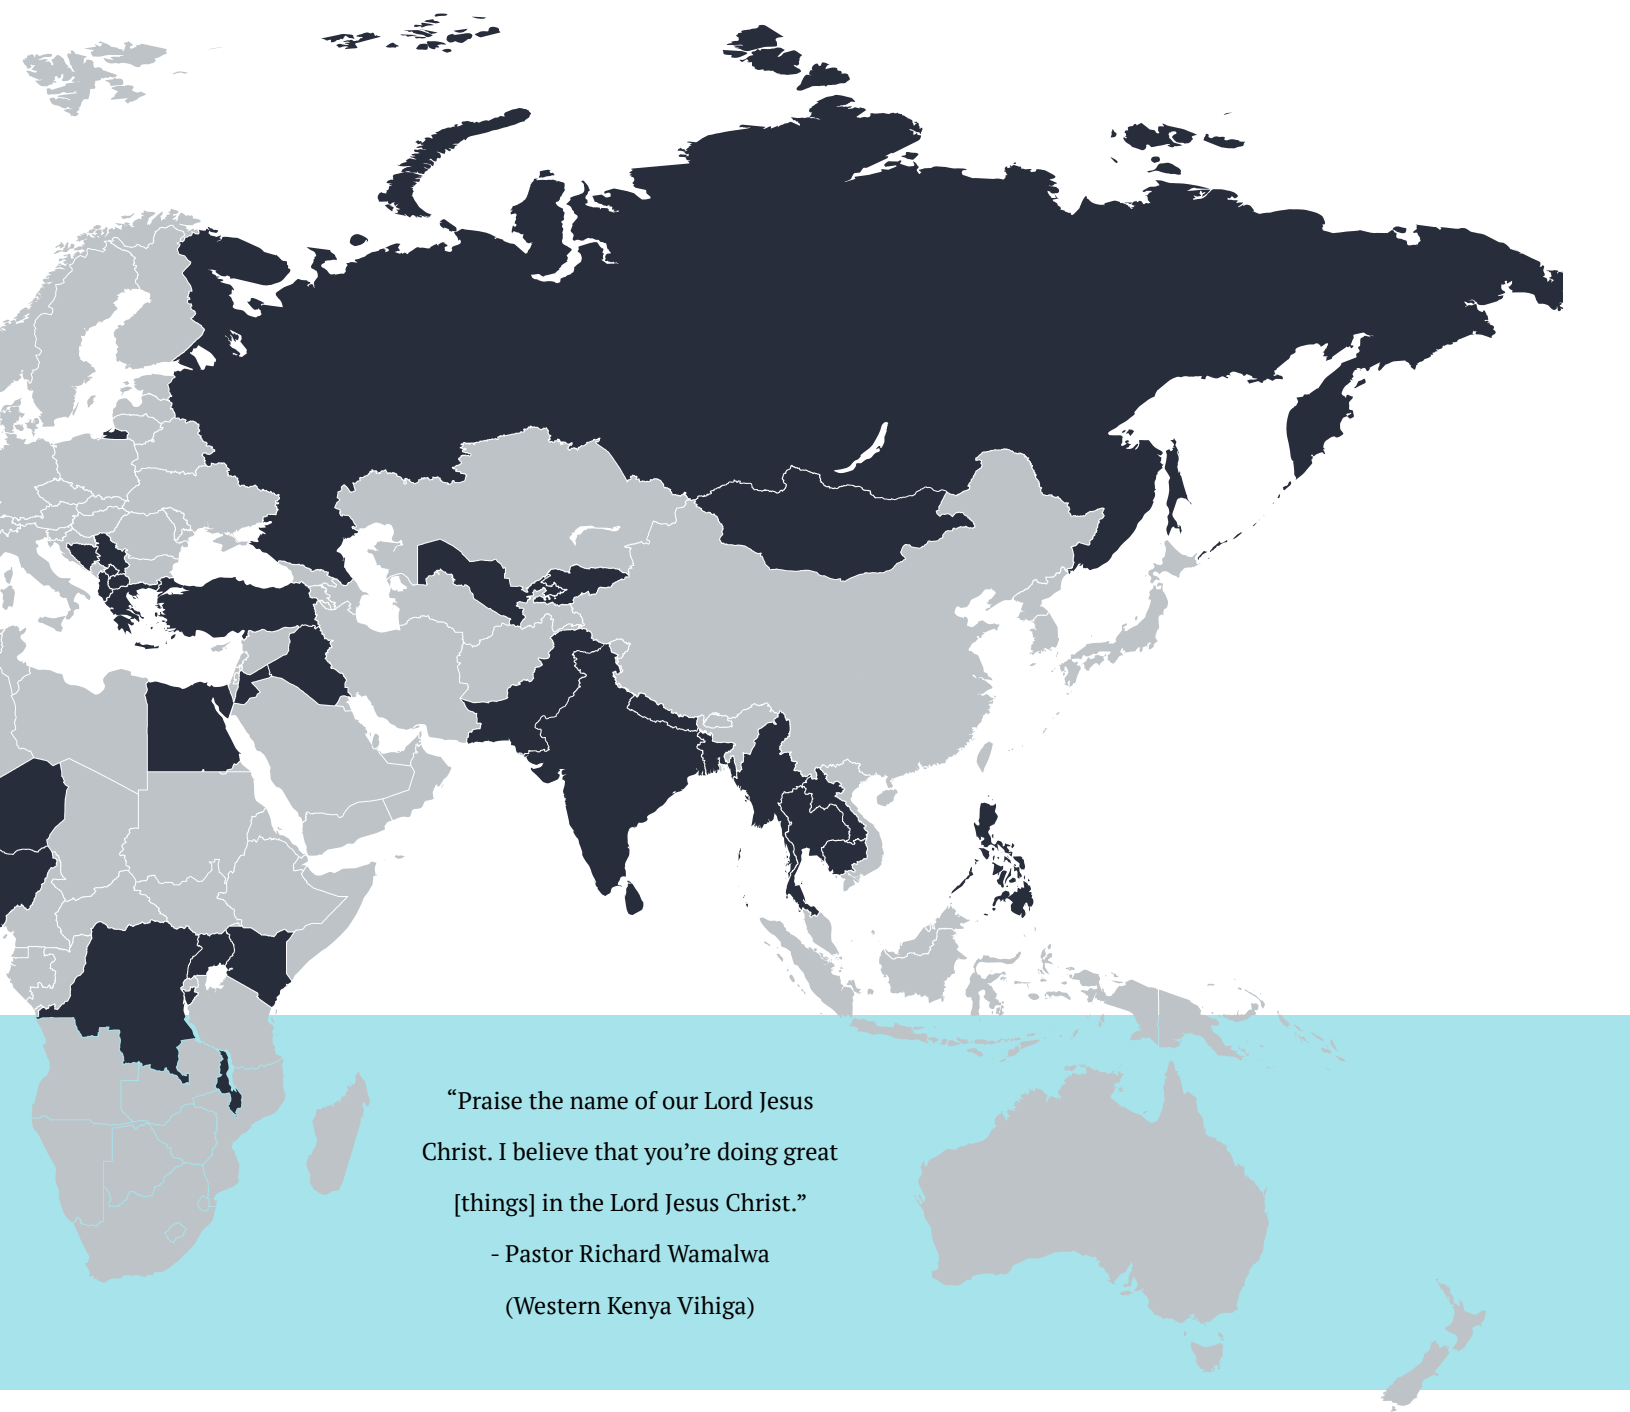 “Praise the name of our Lord Jesus
Christ. I believe that you’re doing great
[things] in the Lord Jesus Christ.”
- Pastor Richard Wamalwa
(Western Kenya Vihiga)